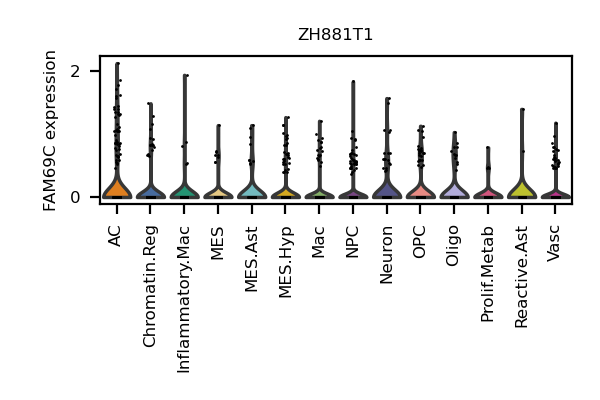 ZH881T1
FAM69C expression
2
0
AC
Chromatin.Reg
Inflammatory.Mac
MES
MES.Ast
MES.Hyp
Mac
NPC
Neuron
OPC
Oligo
Prolif.Metab
Reactive.Ast
Vasc